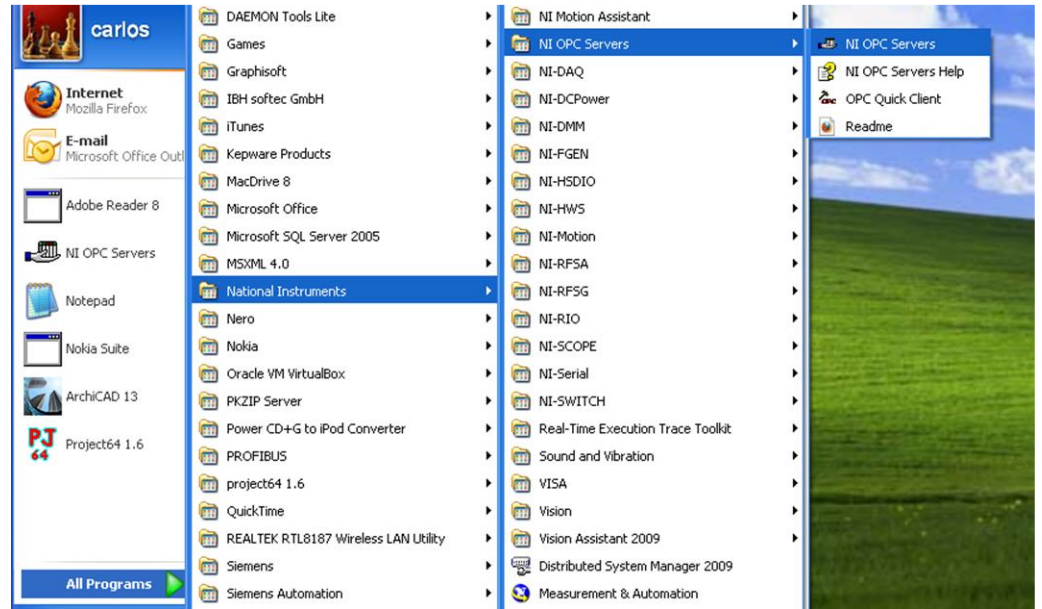 carlos
Internet
Mozilla Firefox
E-mail
Microsoft Office Outl
Adobe Reader 8
NI OPC Servers
Notepad
Nokia Suite
ArchiCAD 13
PJ
64
Project64 1.6
All Programs
DAEMON Tools Lite
Games
Graphisoft
IBH softec GmbH
iTunes
Kepware Products
MacDrive 8
Microsoft Office
Microsoft SQL Server 2005
MSXML 4.0
National Instruments
Nero
Nokia
Oracle VM VirtualBox
PKZIP Server
Power CD+G to iPod Converter
PROFIBUS
project64 1.6
QuickTime
REALTEK RTL8187 Wireless LAN Utility
Siemens
Siemens Automation
NI Motion Assistant
NI OPC Servers
NI-DAQ
NI-DCPower
NI-DMM
NI-FGEN
NI-HSDIO
NI-HWS
NI-Motion
NI-RFSA
NI-RFSG
NI-RIO
NI-SCOPE
NI-Serial
NI-SWITCH
Real-Time Execution Trace Toolkit
Sound and Vibration
VISA
Vision
Vision Assistant 2009
Distributed System Manager 2009
Measurement & Automation
NI OPC Servers
NI OPC Servers Help
OPC Quick Client
Readme